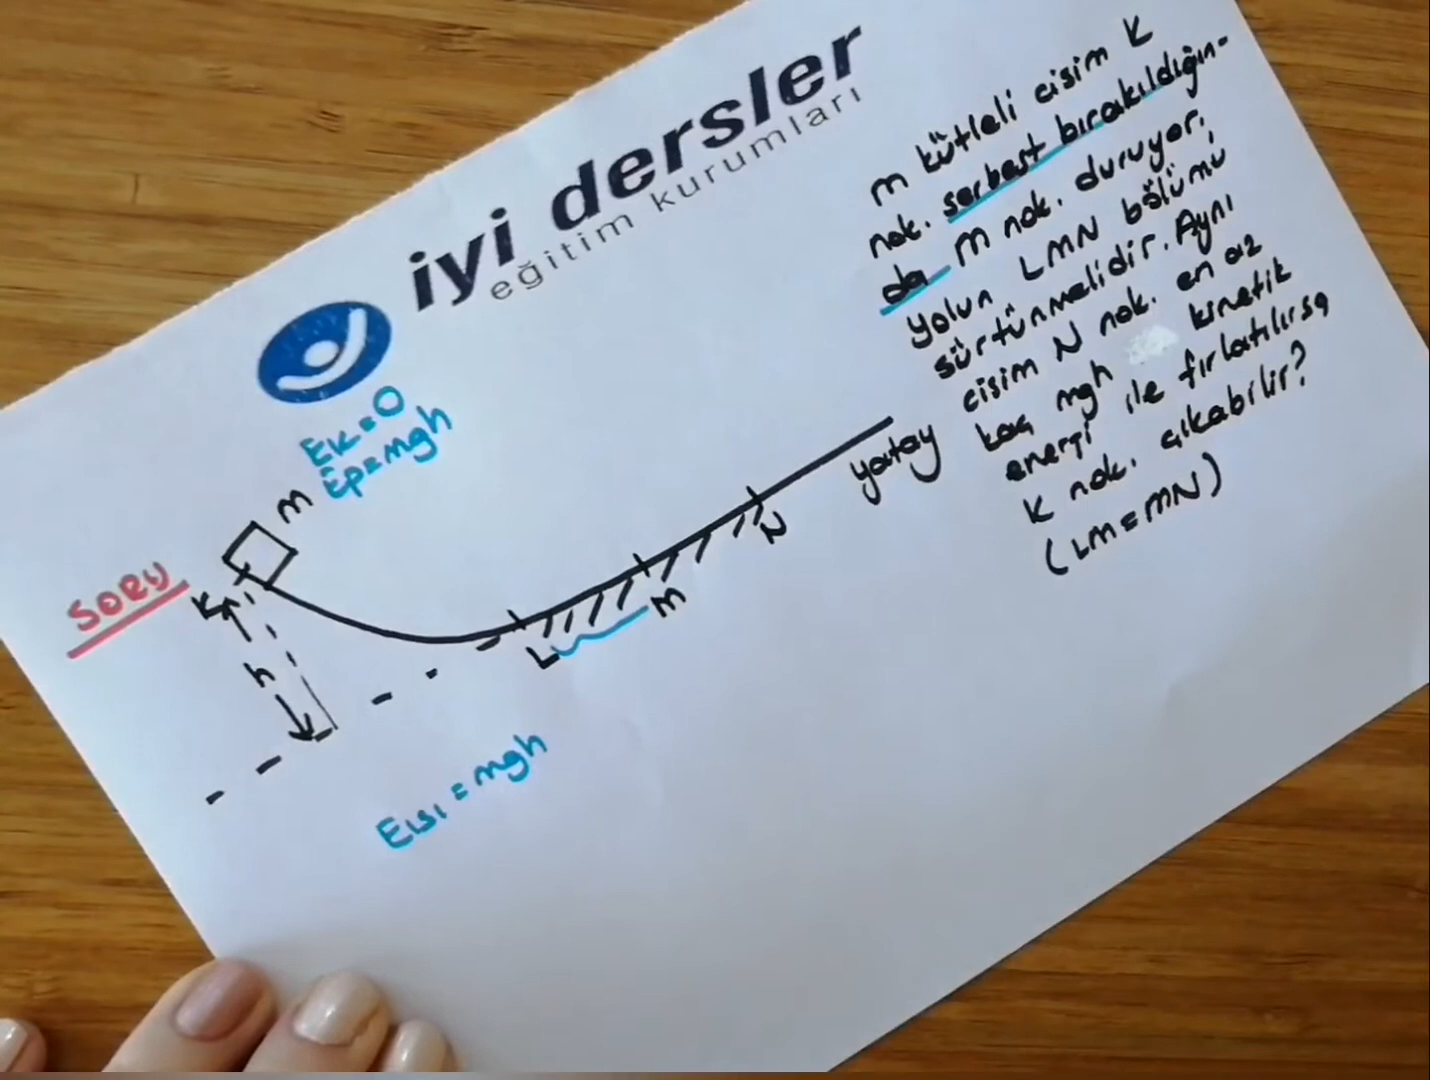 iyi dersler
eğitim kurumları
m kütleli cisim K
nok. serbest bırakıldığın-
da M nok. duruyor.
yolun LMN bölümü
sürtünmelidir. Aynı
cisim N nok. en az
kaç mgh kinetik
enerji ile fırlatılırsa
K nok. çıkabilir?
(LM=MN)
Ek=0
Ep=mgh
m
SORU
K
h
L
M
N
yatay
Eısı=mgh